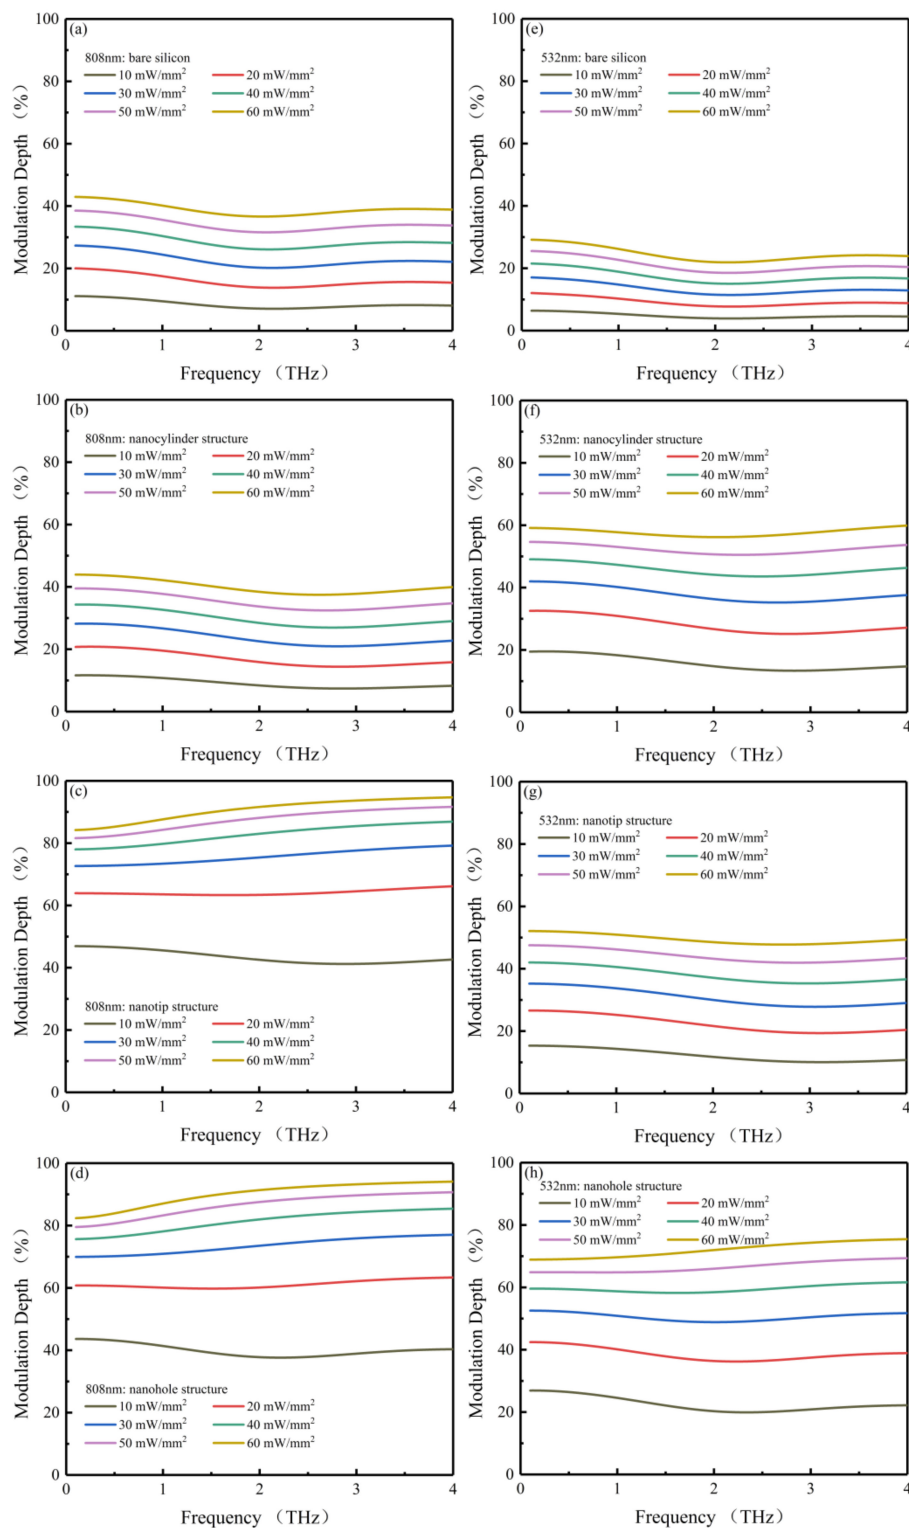 (a)
808nm: bare silicon
10 mW/mm² 20 mW/mm²
30 mW/mm² 40 mW/mm²
50 mW/mm² 60 mW/mm²
Modulation Depth （%）
100
80
60
40
20
0
0 1 2 3 4
Frequency （THz）
(e)
532nm: bare silicon
10 mW/mm² 20 mW/mm²
30 mW/mm² 40 mW/mm²
50 mW/mm² 60 mW/mm²
Modulation Depth （%）
100
80
60
40
20
0
0 1 2 3 4
Frequency （THz）
(b)
808nm: nanocylinder structure
10 mW/mm² 20 mW/mm²
30 mW/mm² 40 mW/mm²
50 mW/mm² 60 mW/mm²
Modulation Depth （%）
100
80
60
40
20
0
0 1 2 3 4
Frequency （THz）
(f)
532nm: nanocylinder structure
10 mW/mm² 20 mW/mm²
30 mW/mm² 40 mW/mm²
50 mW/mm² 60 mW/mm²
Modulation Depth （%）
100
80
60
40
20
0
0 1 2 3 4
Frequency （THz）
(c)
808nm: nanotip structure
10 mW/mm² 20 mW/mm²
30 mW/mm² 40 mW/mm²
50 mW/mm² 60 mW/mm²
Modulation Depth （%）
100
80
60
40
20
0
0 1 2 3 4
Frequency （THz）
(g)
532nm: nanotip structure
10 mW/mm² 20 mW/mm²
30 mW/mm² 40 mW/mm²
50 mW/mm² 60 mW/mm²
Modulation Depth （%）
100
80
60
40
20
0
0 1 2 3 4
Frequency （THz）
(d)
808nm: nanohole structure
10 mW/mm² 20 mW/mm²
30 mW/mm² 40 mW/mm²
50 mW/mm² 60 mW/mm²
Modulation Depth （%）
100
80
60
40
20
0
0 1 2 3 4
Frequency （THz）
(h)
532nm: nanohole structure
10 mW/mm² 20 mW/mm²
30 mW/mm² 40 mW/mm²
50 mW/mm² 60 mW/mm²
Modulation Depth （%）
100
80
60
40
20
0
0 1 2 3 4
Frequency （THz）